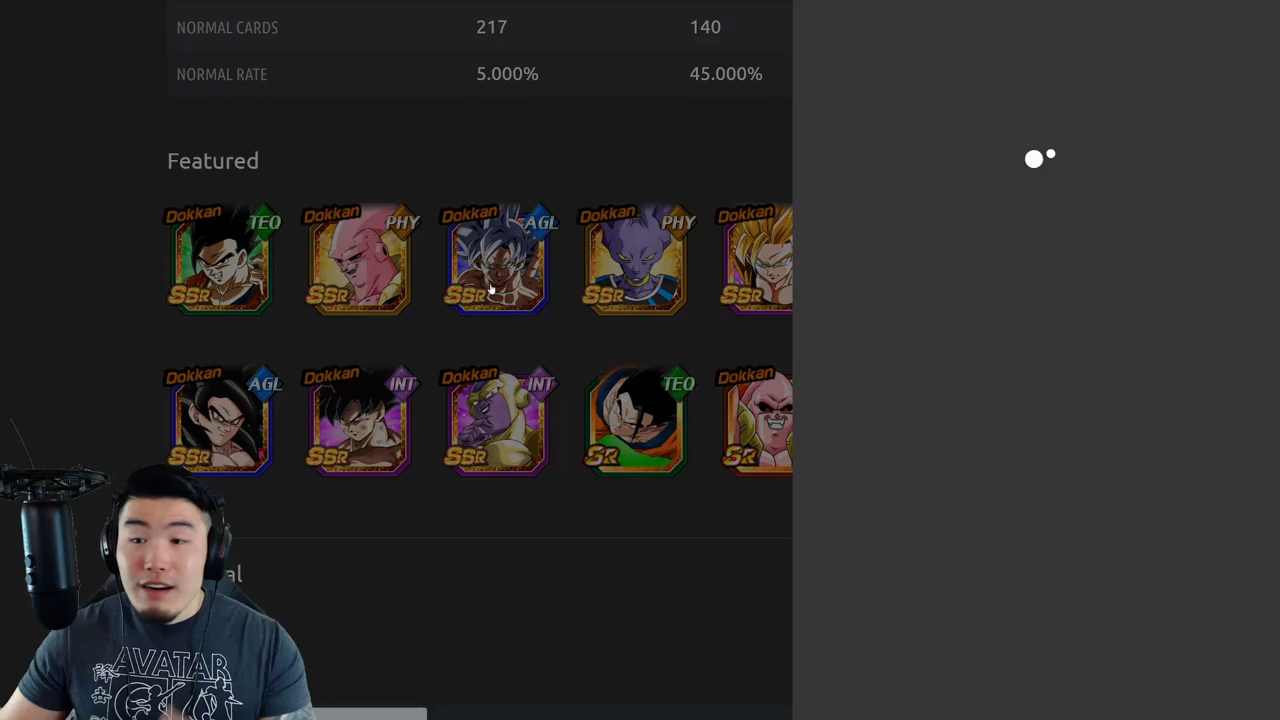 NORMAL CARDS 217 140
NORMAL RATE 5.000% 45.000%
Featured
Dokkan TEQ SSR
Dokkan PHY SSR
Dokkan AGL SSR
Dokkan PHY SSR
Dokkan SSR
Dokkan AGL SSR
Dokkan INT SSR
Dokkan INT SSR
TEQ SR
Dokkan SR
al
AVATAR